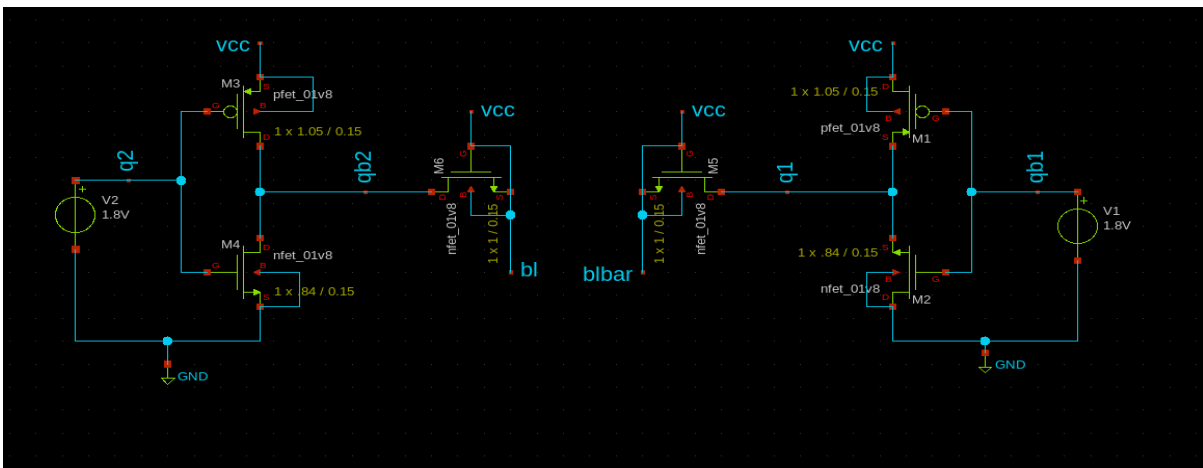 VCC
M3
S
G
B
pfet_01v8
D
1 x 1.05 / 0.15
q2
V2
1.8V
+
qb2
VCC
G
M6
D
B
S
nfet_01v8
1 x 1 / 0.15
bl
M4
D
nfet_01v8
G
B
S
1 x .84 / 0.15
GND
VCC
G
M5
S
B
D
nfet_01v8
1 x 1 / 0.15
blbar
q1
VCC
D
1 x 1.05 / 0.15
B
G
pfet_01v8
S
M1
qb1
+
V1
1.8V
1 x .84 / 0.15
S
B
G
nfet_01v8
D
M2
GND